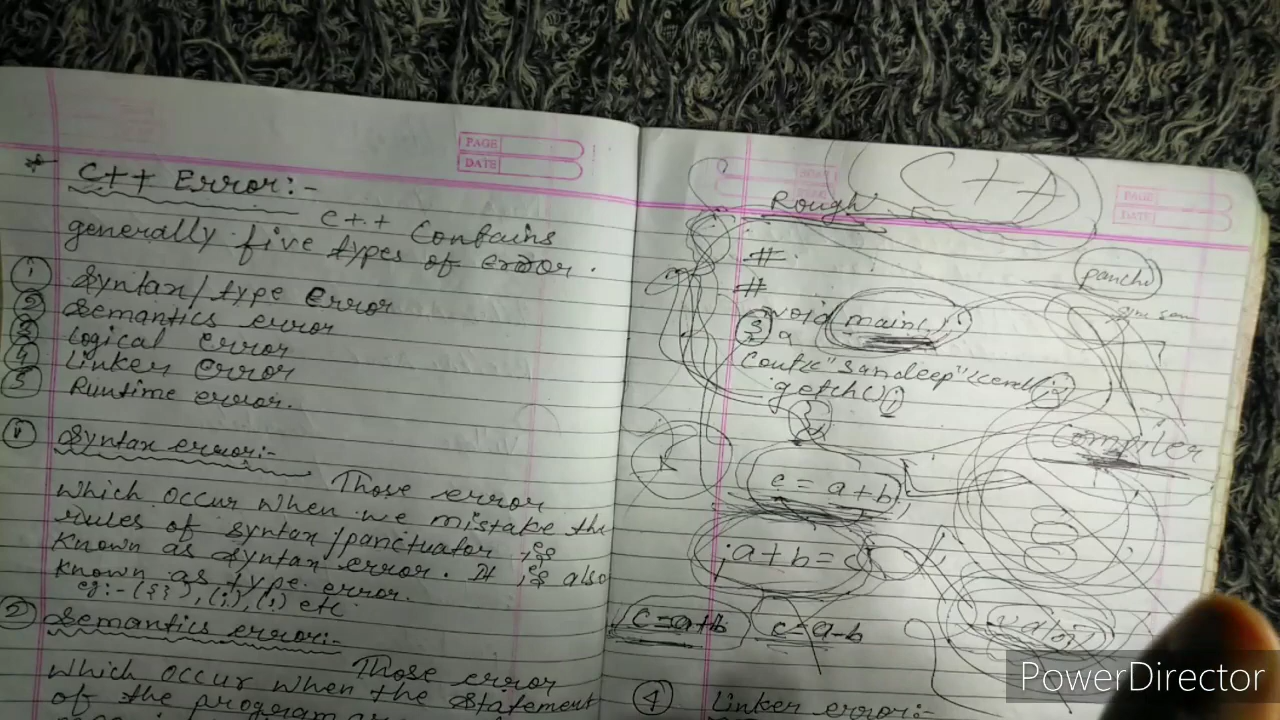 PAGE
DATE
* C++ Error:-
C++ Contains
generally five types of error.
① Syntax/type Error
② Semantics error
③ Logical error
④ Linker error
⑤ Runtime error.
① Syntax error:-
Those error
which occur when we mistake the
rules of syntax/panctuator is
known as syntax error. It is also
known as type error.
eg:- ({}), (;), (,) etc
② Semantics error:-
Those error
which occur when the statement
of the program
C++
PAGE
DATE
Rough
#
#
panchu
void main()
Cout<"Sandeep"<<endl;
getch();
}
Compiler
c = a+b
a+b=c
c=a+b c=a-b
④ Linker error:-
PowerDirector